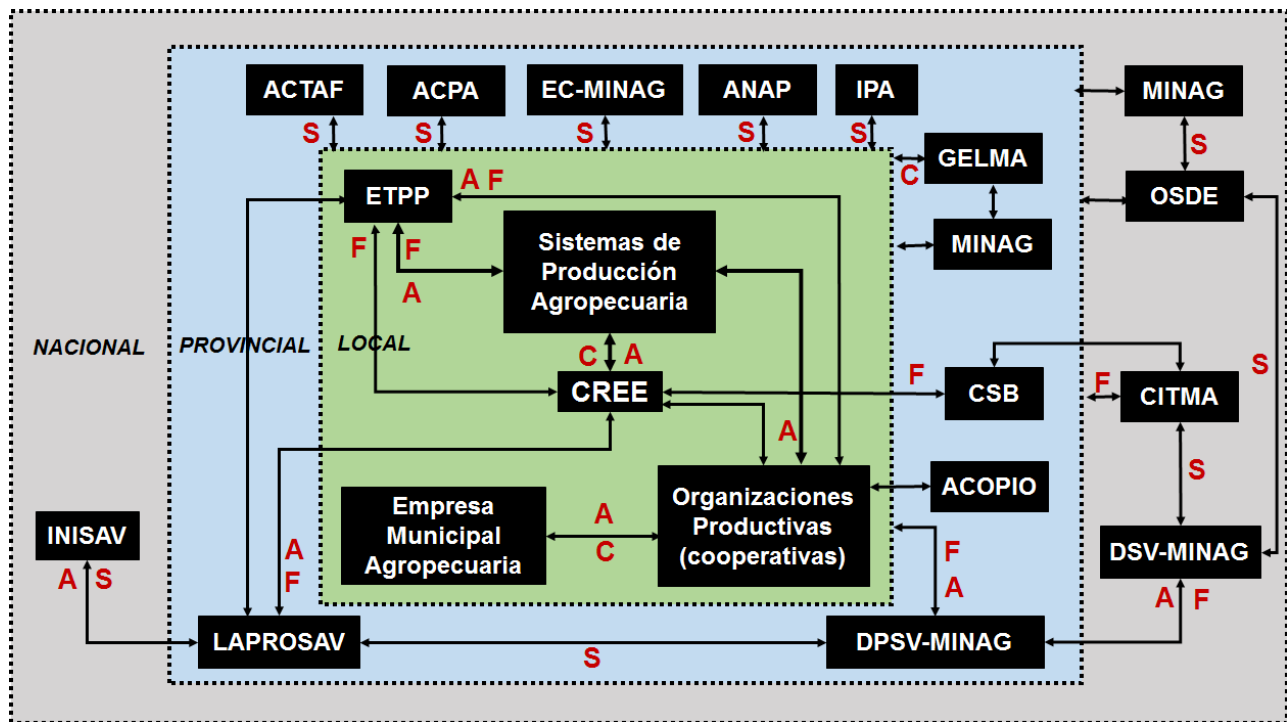 ACTAF
ACPA
EC-MINAG
ANAP
IPA
MINAG
S
S
S
S
S
S
GELMA
C
ETPP
A F
OSDE
F
F
A
Sistemas de
Producción
Agropecuaria
MINAG
NACIONAL
PROVINCIAL
LOCAL
C
A
F
S
CREE
CSB
F
CITMA
A
S
Empresa
Municipal
Agropecuaria
A
C
Organizaciones
Productivas
(cooperativas)
ACOPIO
INISAV
A
S
A
F
F
A
DSV-MINAG
A
F
LAPROSAV
S
DPSV-MINAG